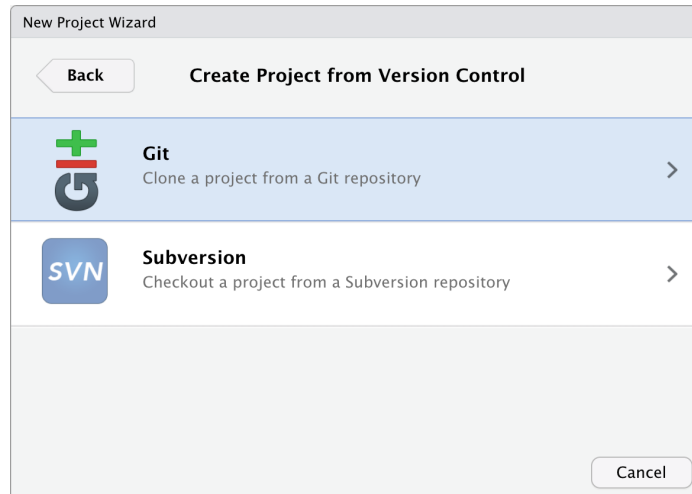 New Project Wizard
Back
Create Project from Version Control
Git
Git
Clone a project from a Git repository
SVN
Subversion
Checkout a project from a Subversion repository
Cancel